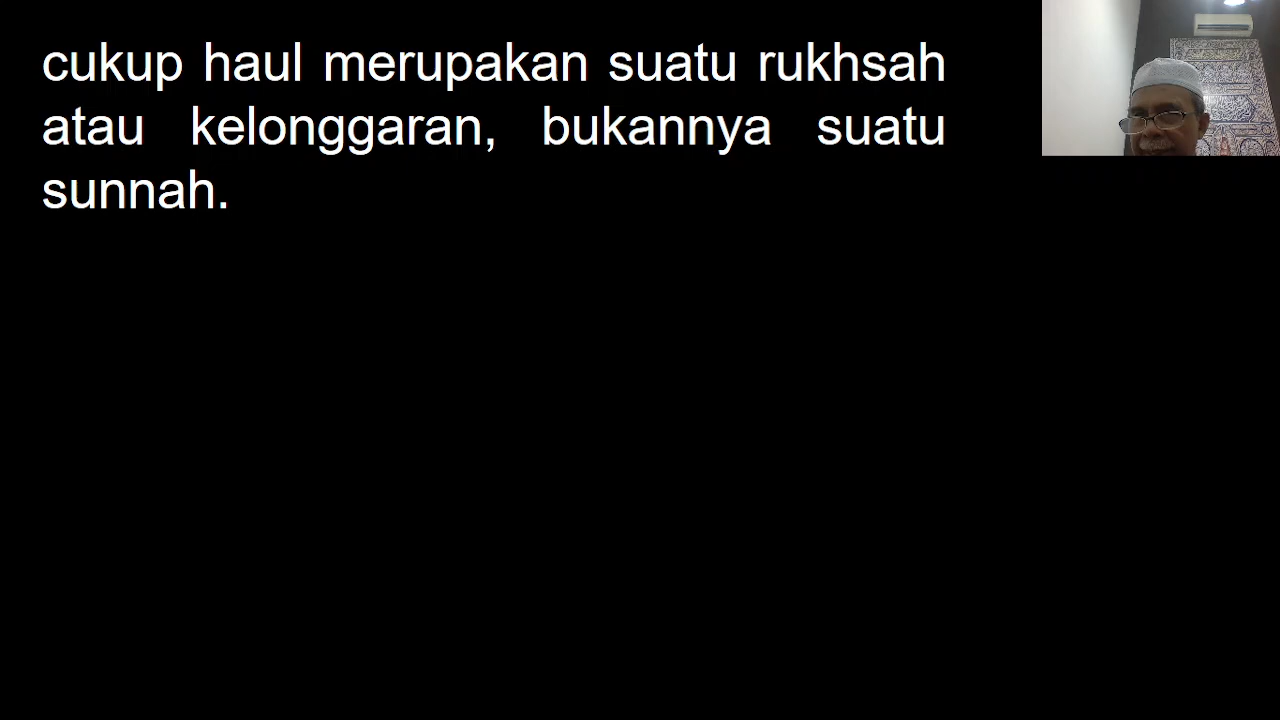 cukup haul merupakan suatu rukhsah
atau kelonggaran, bukannya suatu
sunnah.